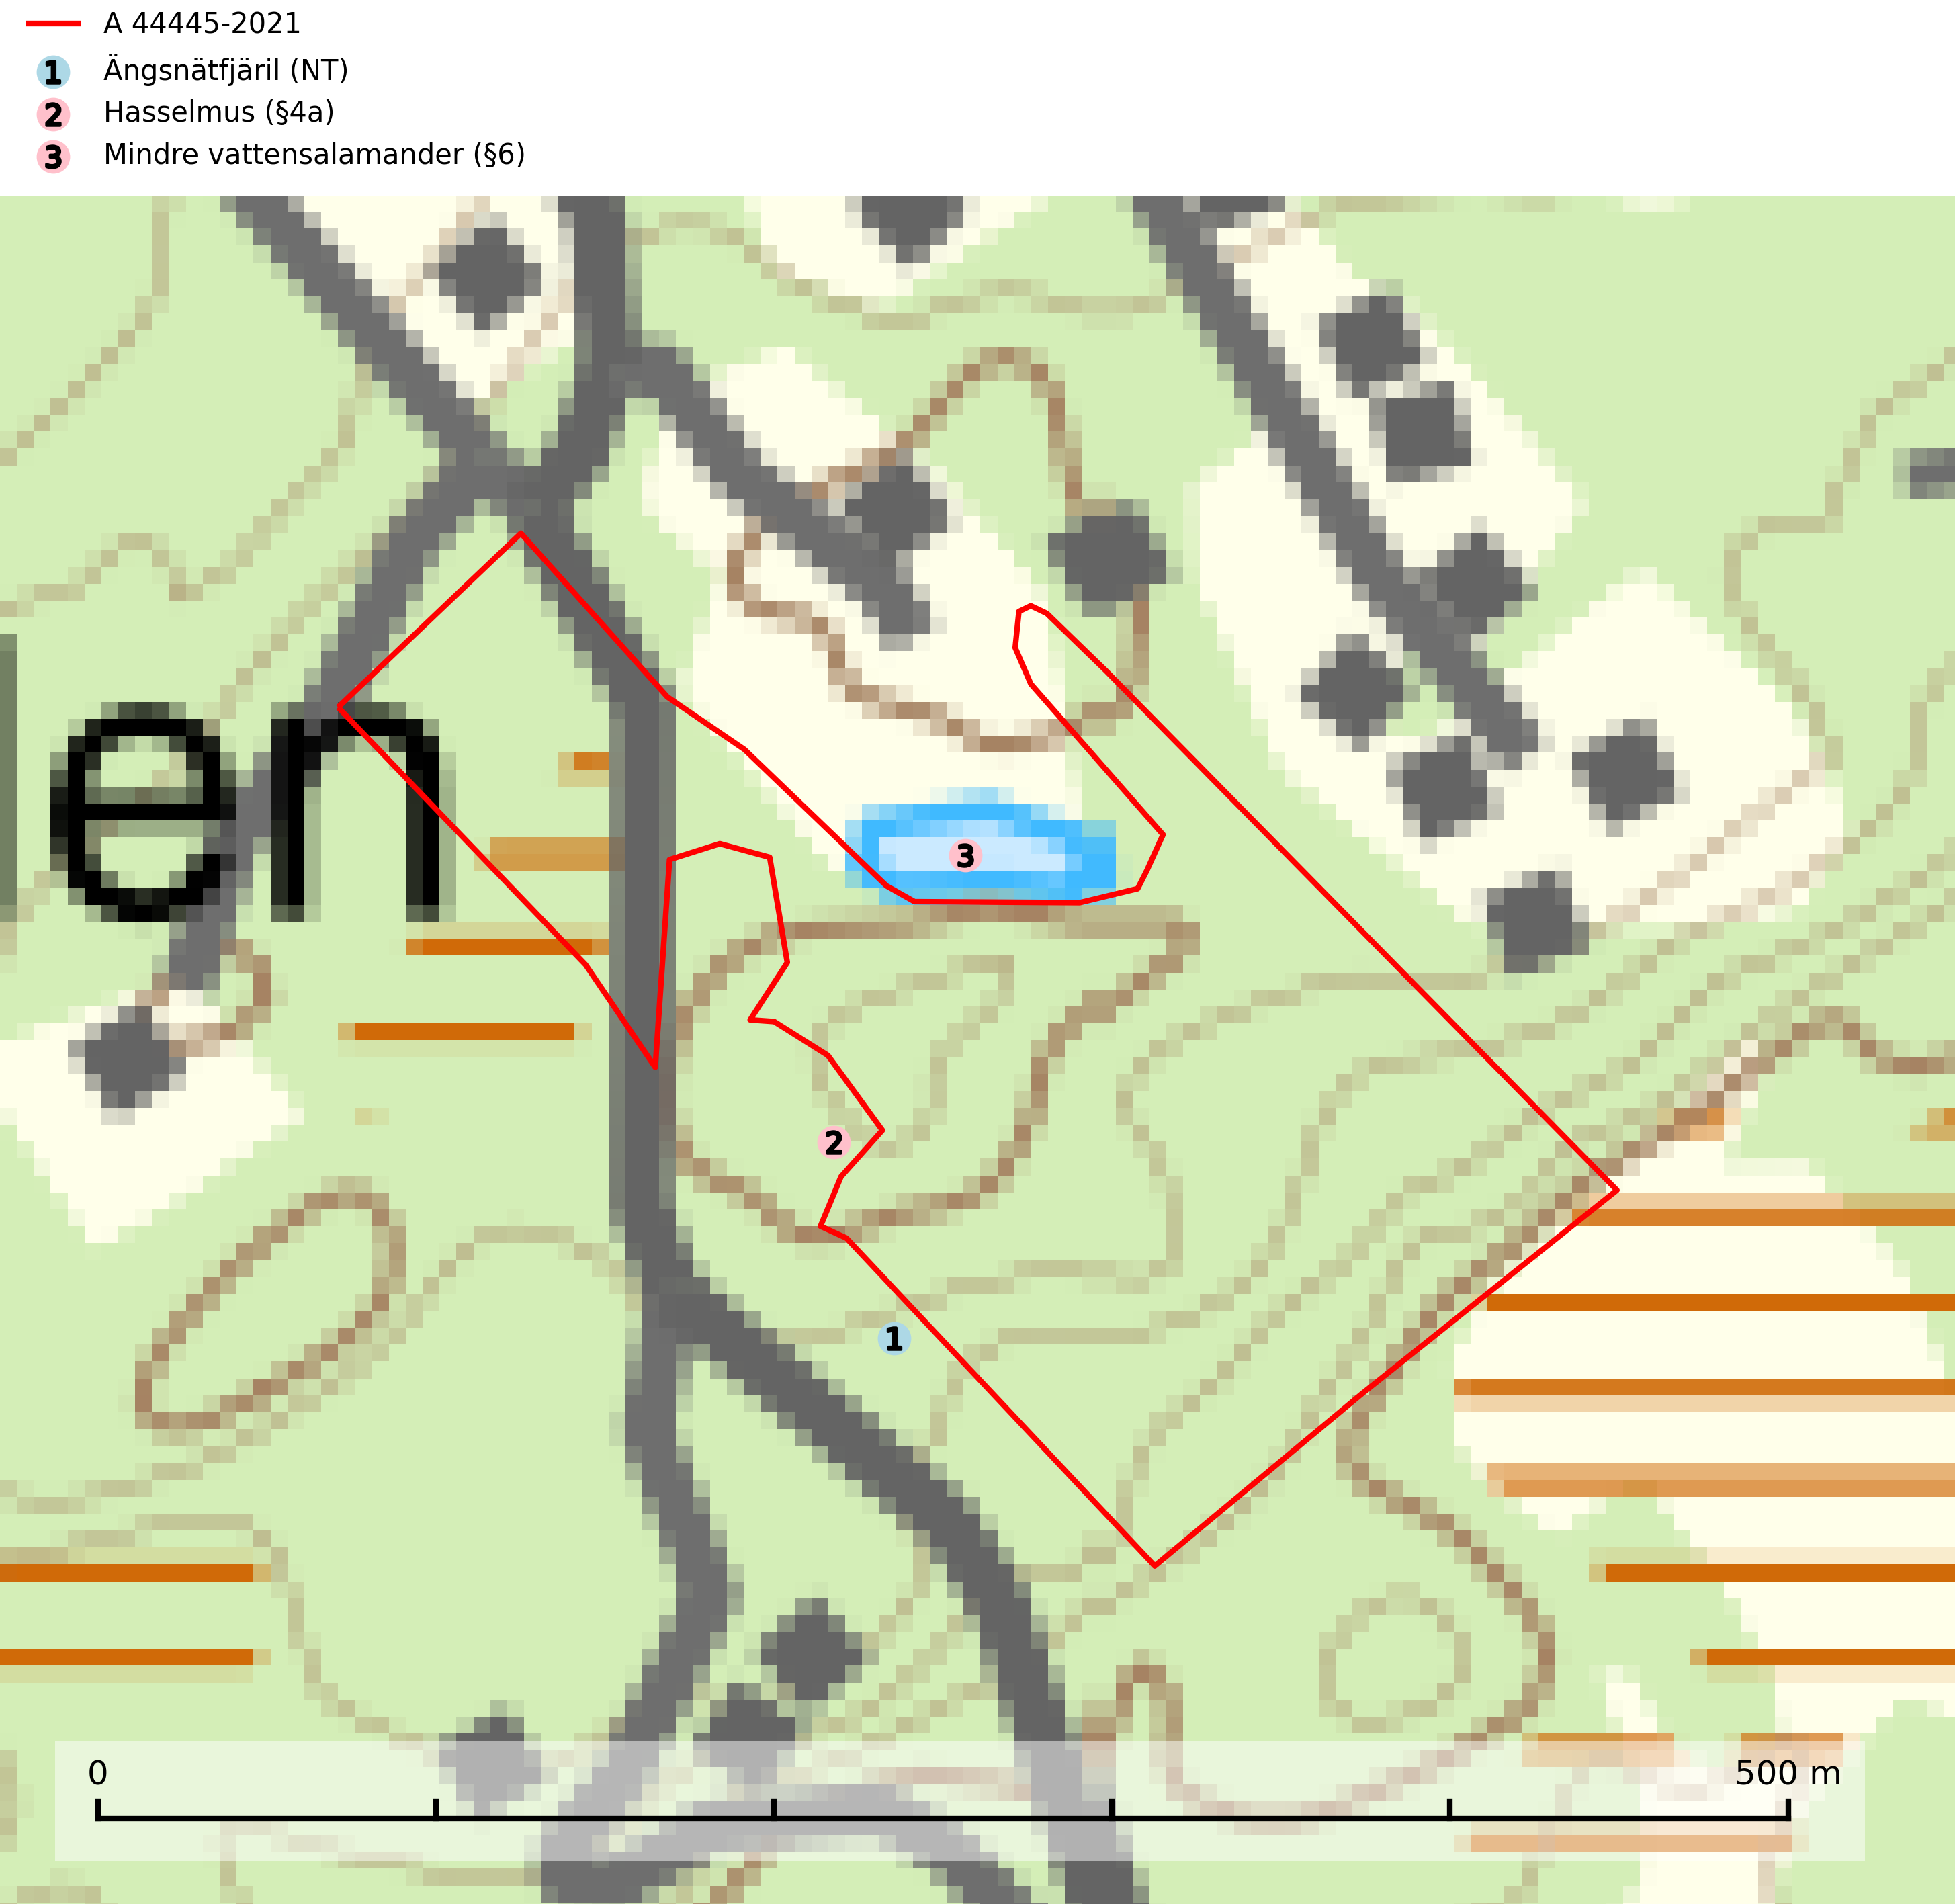 A 44445-2021
1 Ängsnätfjäril (NT)
2 Hasselmus (§4a)
3 Mindre vattensalamander (§6)
3
en
2
1
0 500 m